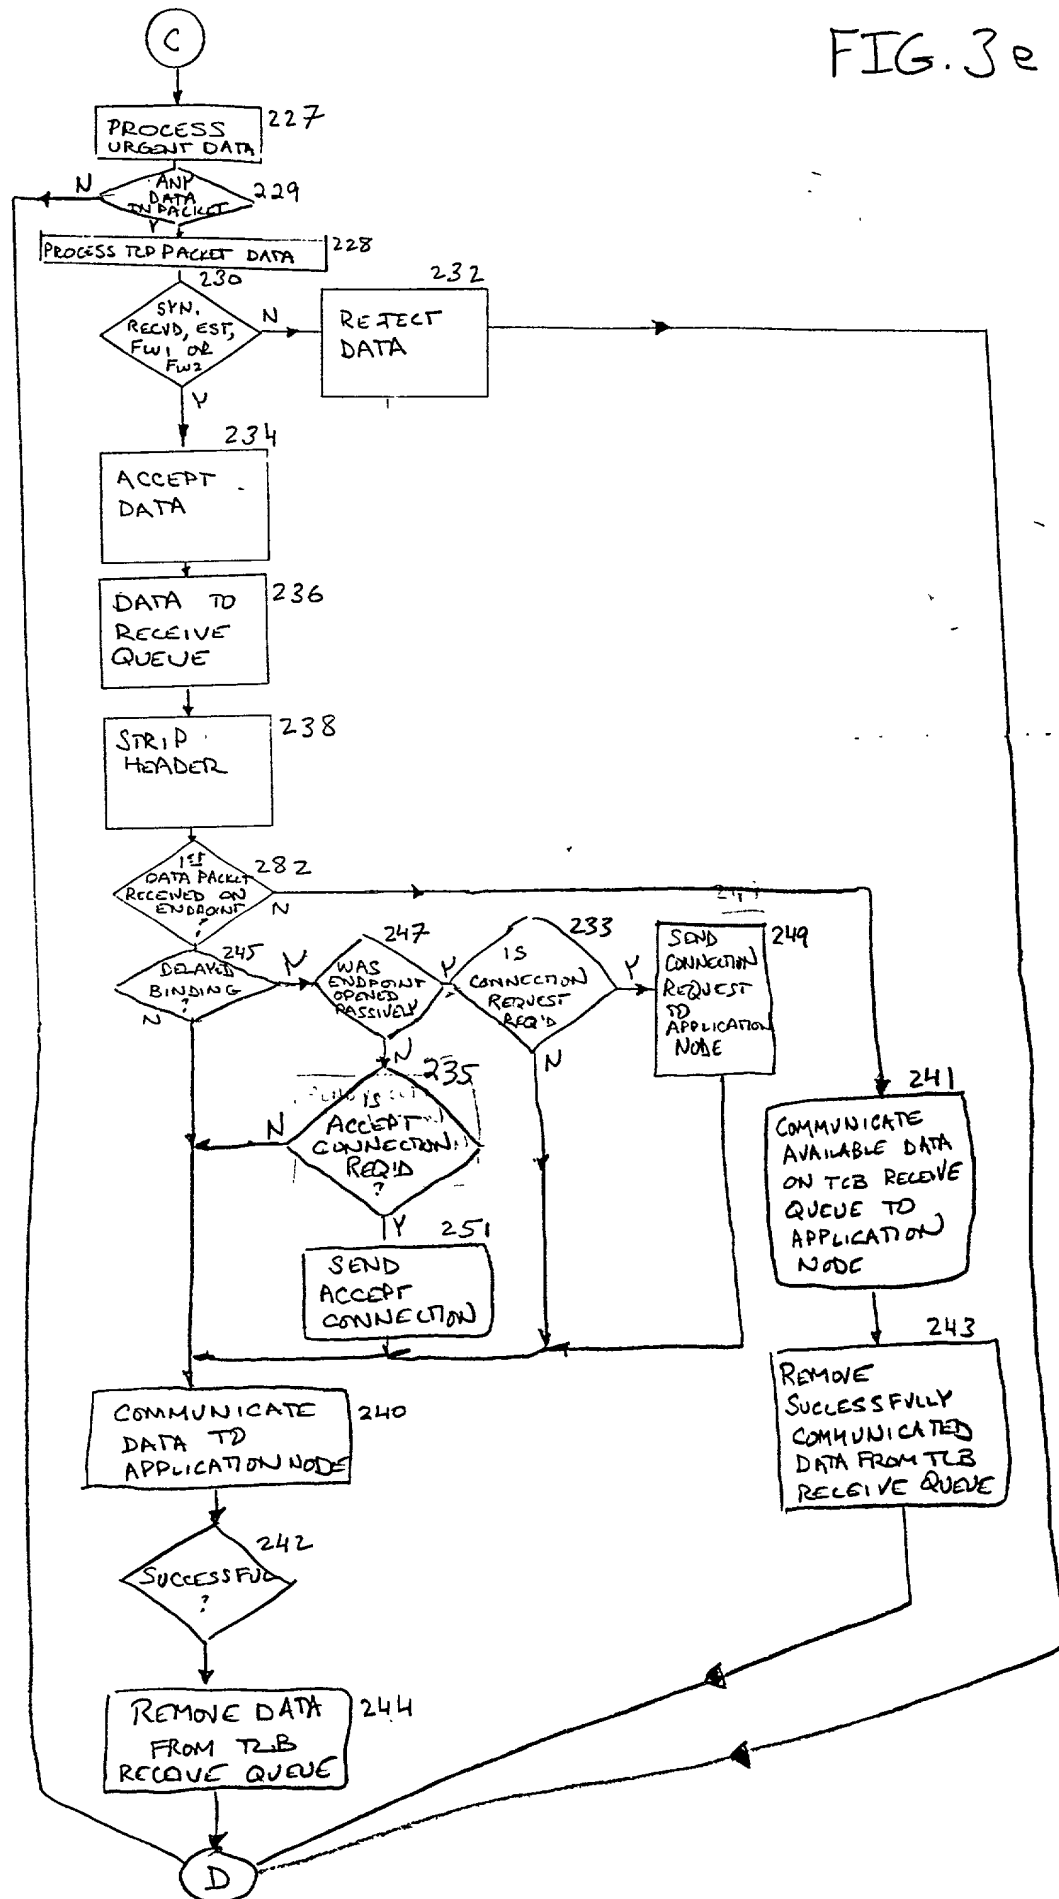 C
FIG. 3e
PROCESS
URGENT DATA
227
N
ANY
DATA
IN PACKET
229
Y
PROCESS TCP PACKET DATA
228
230
SYN.
RECVD, EST,
FW1 OR
FW2
N
Y
232
REJECT
DATA
234
ACCEPT
DATA
DATA TO
RECEIVE
QUEUE
236
STRIP
HEADER
238
1ST
DATA PACKET
RECEIVED ON
ENDPOINT
?
282
N
245
DELAYED
BINDING
?
N
Y
247
WAS
ENDPOINT
OPENED
PASSIVELY
Y
N
233
IS
CONNECTION
REQUEST
REQ'D
Y
N
SEND
CONNECTION
REQUEST
TO
APPLICATION
NODE
249
235
IS
ACCEPT
CONNECTION
REQ'D
?
N
Y
251
SEND
ACCEPT
CONNECTION
241
COMMUNICATE
AVAILABLE DATA
ON TCB RECEIVE
QUEUE TO
APPLICATION
NODE
243
REMOVE
SUCCESSFULLY
COMMUNICATED
DATA FROM TCB
RECEIVE QUEUE
COMMUNICATE
DATA TO
APPLICATION NODE
240
242
SUCCESSFUL
?
REMOVE DATA
FROM TCB
RECEIVE QUEUE
244
D